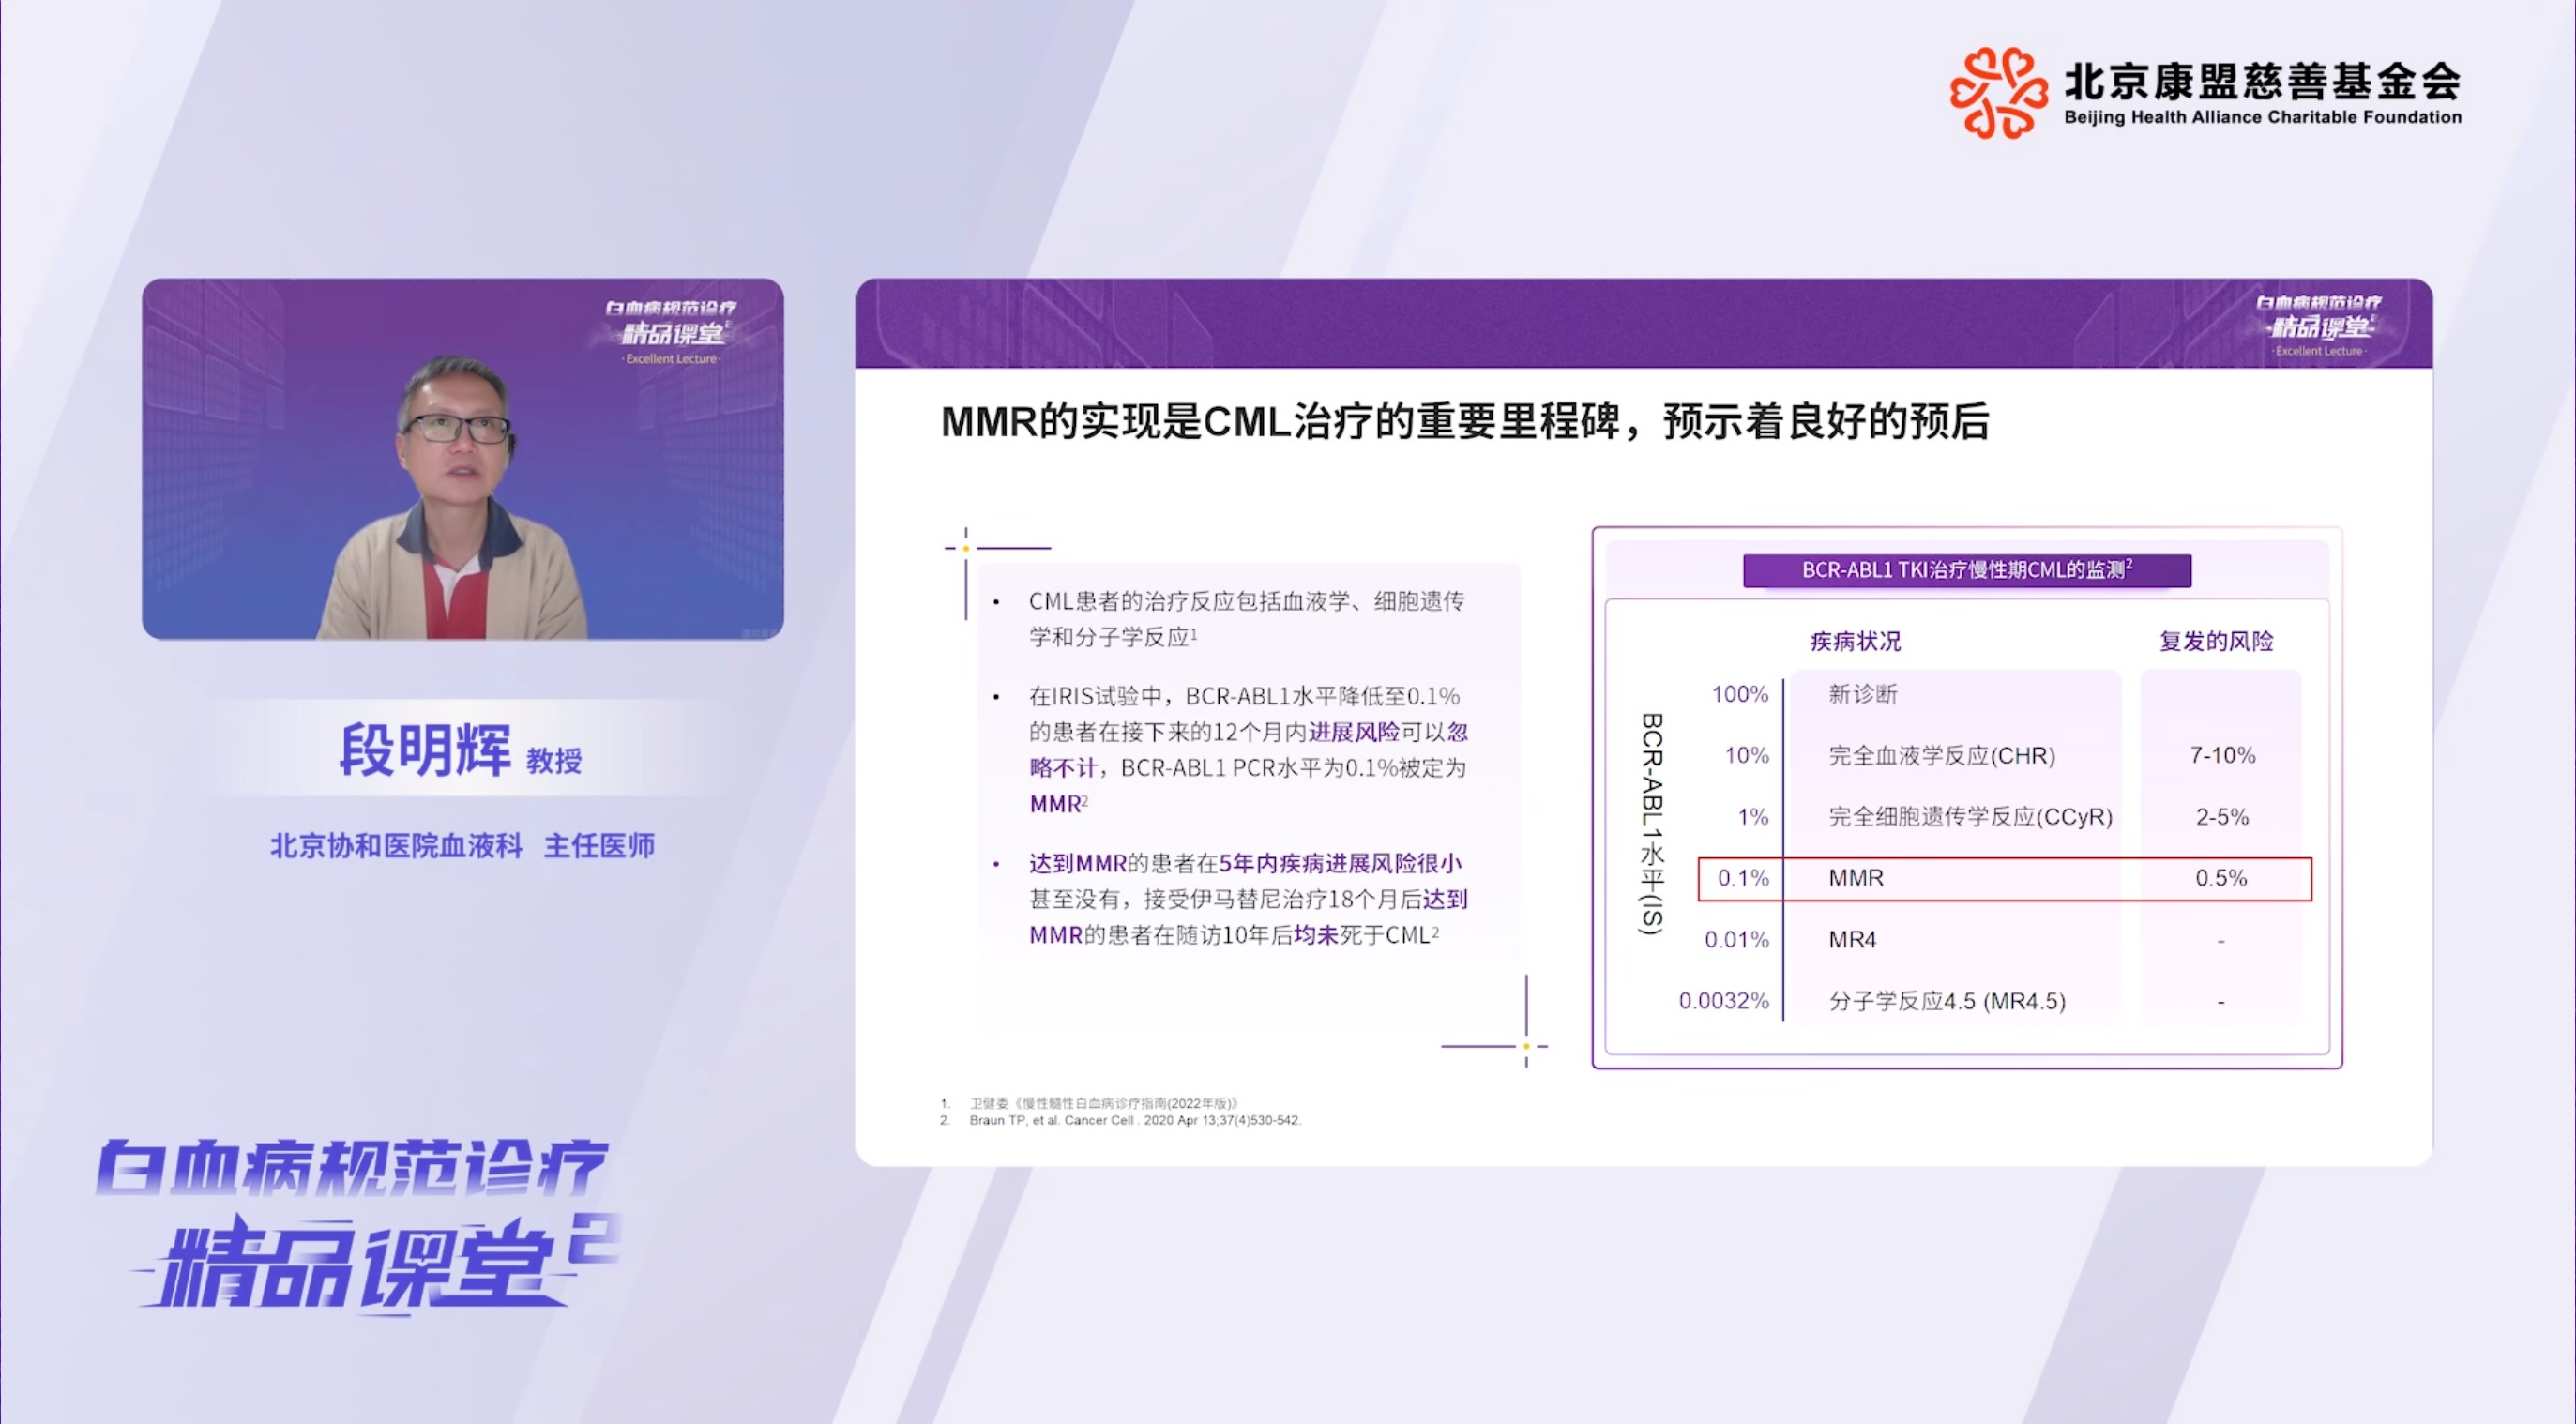 北京康盟慈善基金会
Beijing Health Alliance Charitable Foundation
白血病规范诊疗
精品课堂2
·Excellent Lecture·
段明辉 教授
北京协和医院血液科 主任医师
白血病规范诊疗
精品课堂2
白血病规范诊疗
精品课堂2
·Excellent Lecture·
MMR的实现是CML治疗的重要里程碑，预示着良好的预后
• CML患者的治疗反应包括血液学、细胞遗传
学和分子学反应1
• 在IRIS试验中，BCR-ABL1水平降低至0.1%
的患者在接下来的12个月内进展风险可以忽
略不计，BCR-ABL1 PCR水平为0.1%被定为
MMR2
• 达到MMR的患者在5年内疾病进展风险很小
甚至没有，接受伊马替尼治疗18个月后达到
MMR的患者在随访10年后均未死于CML2
BCR-ABL1 TKI治疗慢性期CML的监测2
疾病状况 复发的风险
BCR-ABL1水平(IS)
100% 新诊断
10% 完全血液学反应(CHR) 7-10%
1% 完全细胞遗传学反应(CCyR) 2-5%
0.1% MMR 0.5%
0.01% MR4 -
0.0032% 分子学反应4.5 (MR4.5) -
1. 卫健委《慢性髓性白血病诊疗指南(2022年版)》
2. Braun TP, et al. Cancer Cell . 2020 Apr 13;37(4)530-542.